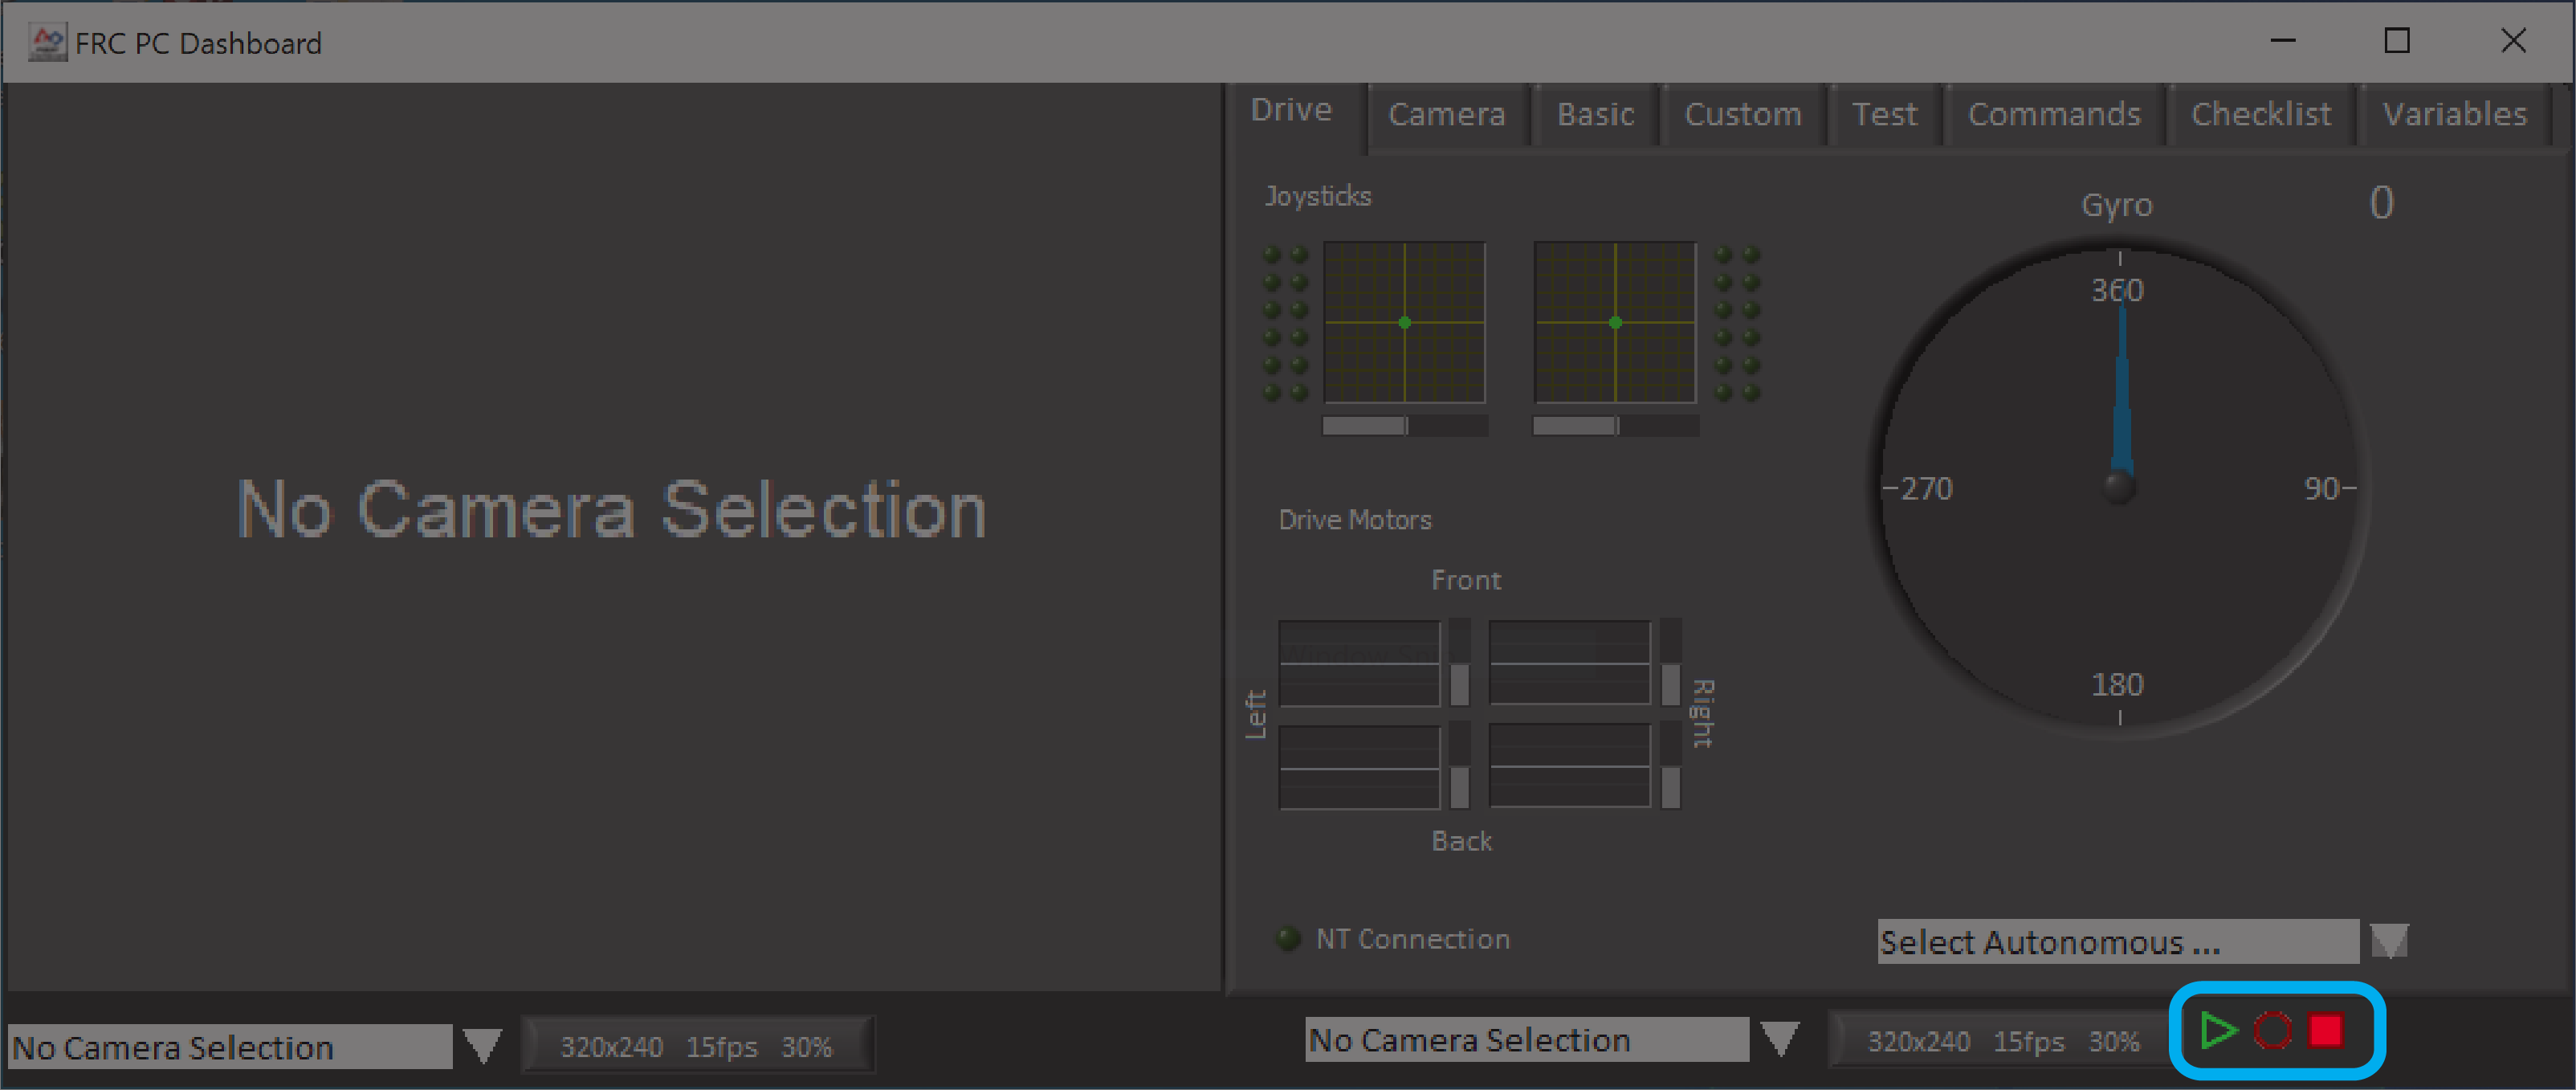 FRC PC Dashboard
No Camera Selection
Drive Camera Basic Custom Test Commands Checklist Variables
Joysticks
Gyro 0
360
270 90
180
Drive Motors
Front
Left
Right
Back
NT Connection
Select Autonomous ...
No Camera Selection 320x240 15fps 30%
No Camera Selection 320x240 15fps 30%